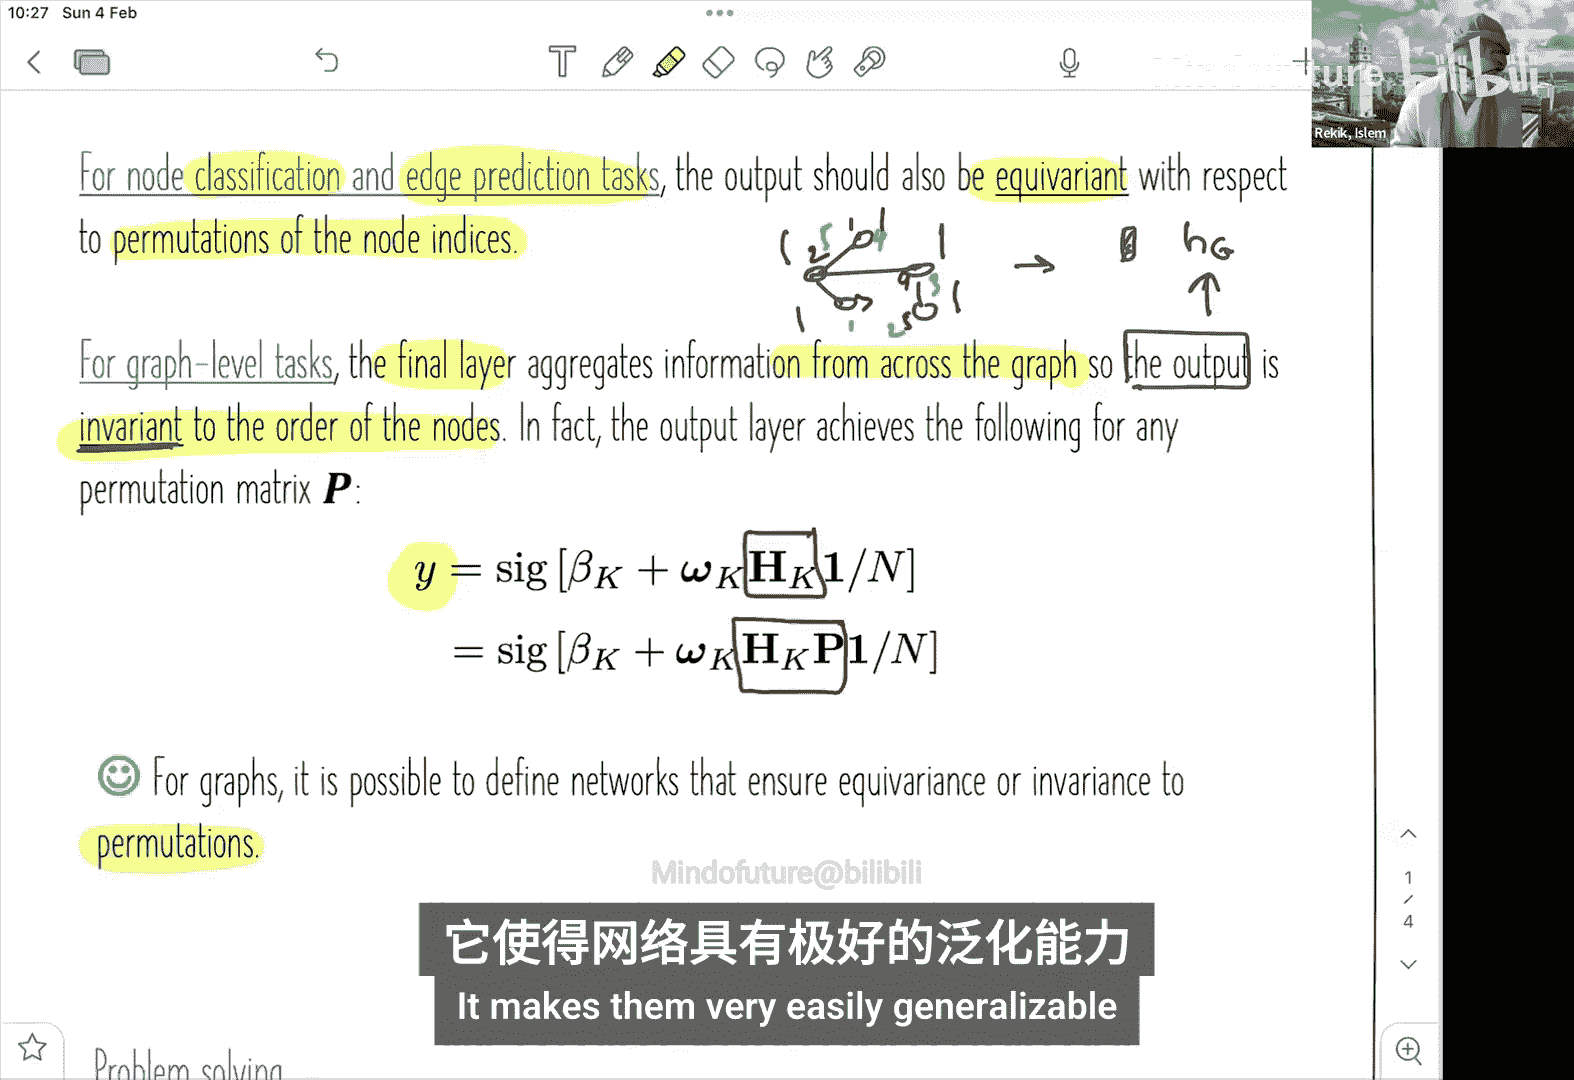 10:27 Sun 4 Feb
ture, bilibili
Rekik, Islem
For node classification and edge prediction tasks, the output should also be equivariant with respect
to permutations of the node indices.
hG
For graph-level tasks, the final layer aggregates information from across the graph so the output is
invariant to the order of the nodes. In fact, the output layer achieves the following for any
permutation matrix P:
y = sig [β_K + ω_K H_K 1/N]
= sig [β_K + ω_K H_K P1/N]
For graphs, it is possible to define networks that ensure equivariance or invariance to
permutations.
1
/
4
Mindofuture@bilibili
它使得网络具有极好的泛化能力
It makes them very easily generalizable
Problem solving